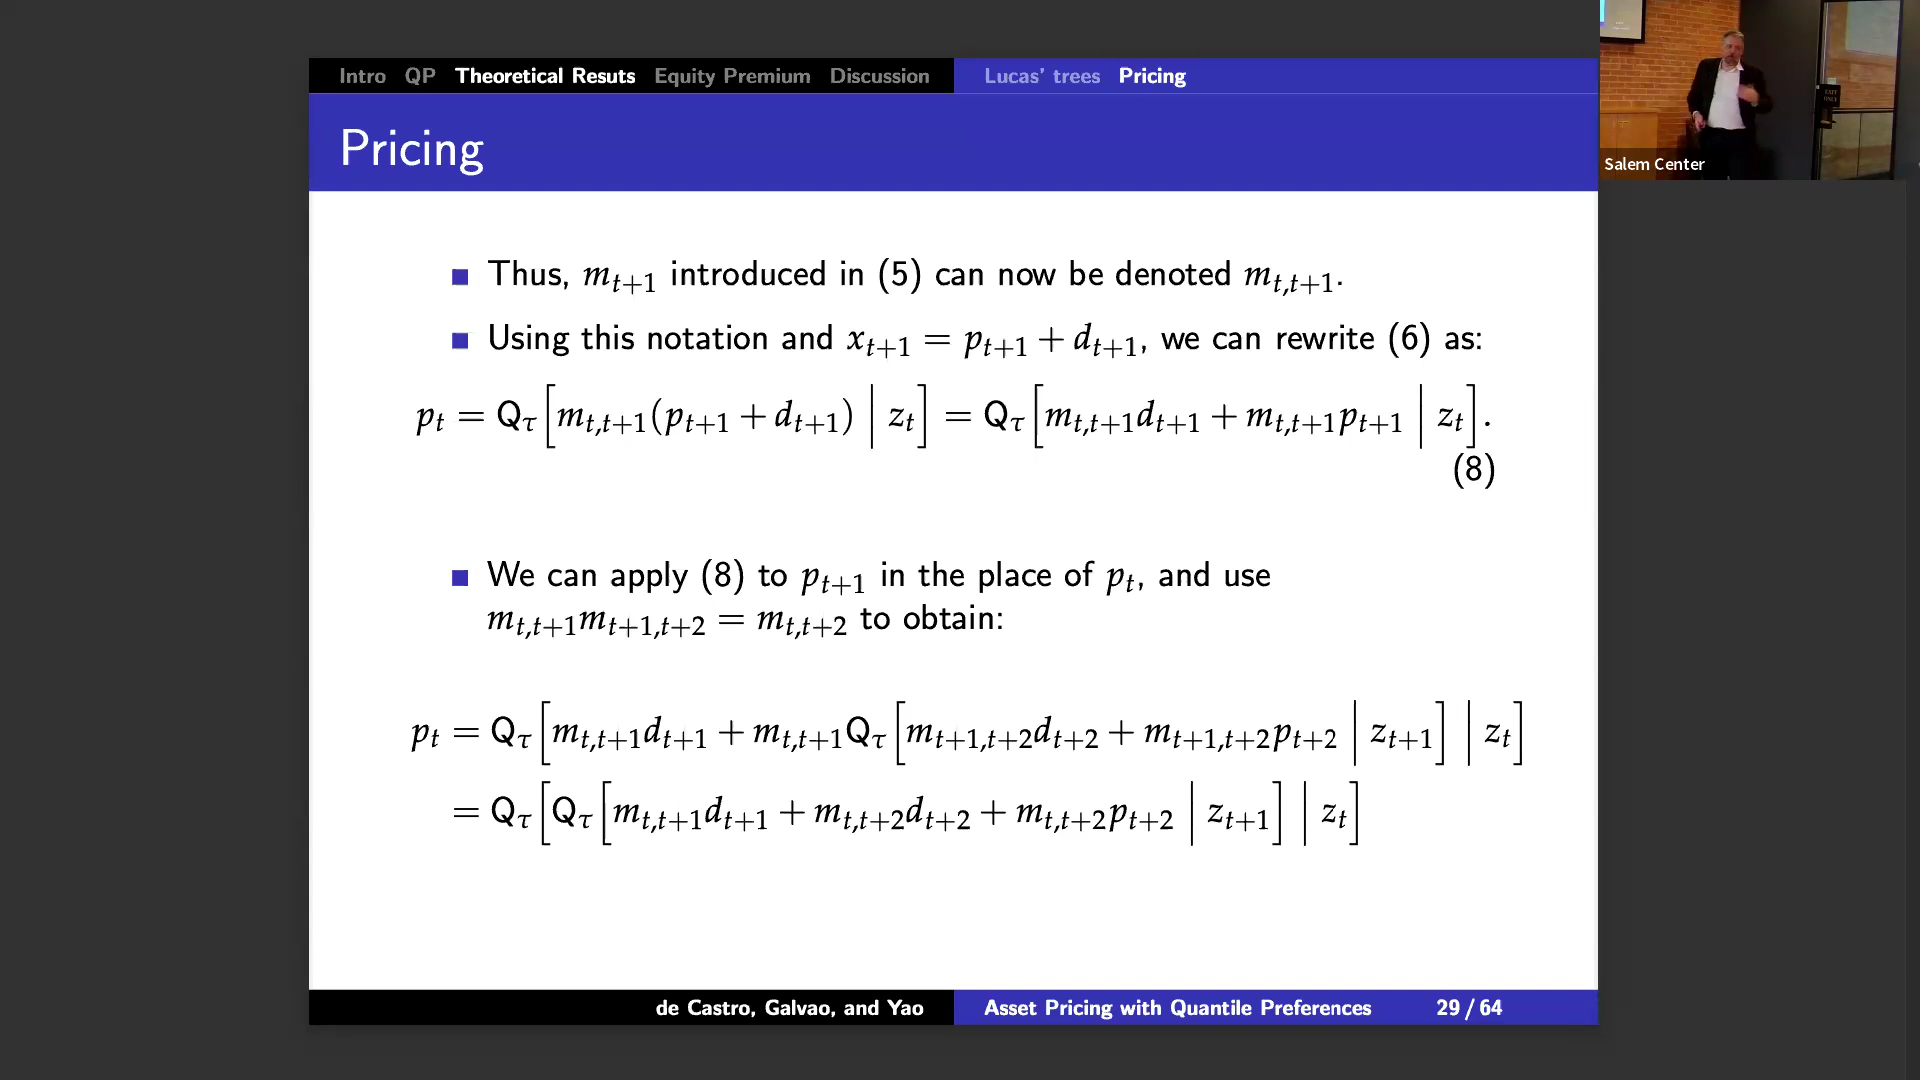 Intro QP Theoretical Resuts Equity Premium Discussion Lucas' trees Pricing
Pricing
Salem Center
Thus, m_{t+1} introduced in (5) can now be denoted m_{t,t+1}.
Using this notation and x_{t+1} = p_{t+1} + d_{t+1}, we can rewrite (6) as:
p_t = Q_τ[m_{t,t+1}(p_{t+1} + d_{t+1}) | z_t] = Q_τ[m_{t,t+1}d_{t+1} + m_{t,t+1}p_{t+1} | z_t].
(8)
We can apply (8) to p_{t+1} in the place of p_t, and use
m_{t,t+1}m_{t+1,t+2} = m_{t,t+2} to obtain:
p_t = Q_τ[m_{t,t+1}d_{t+1} + m_{t,t+1}Q_τ[m_{t+1,t+2}d_{t+2} + m_{t+1,t+2}p_{t+2} | z_{t+1}] | z_t]
= Q_τ[Q_τ[m_{t,t+1}d_{t+1} + m_{t,t+2}d_{t+2} + m_{t,t+2}p_{t+2} | z_{t+1}] | z_t]
de Castro, Galvao, and Yao Asset Pricing with Quantile Preferences 29 / 64